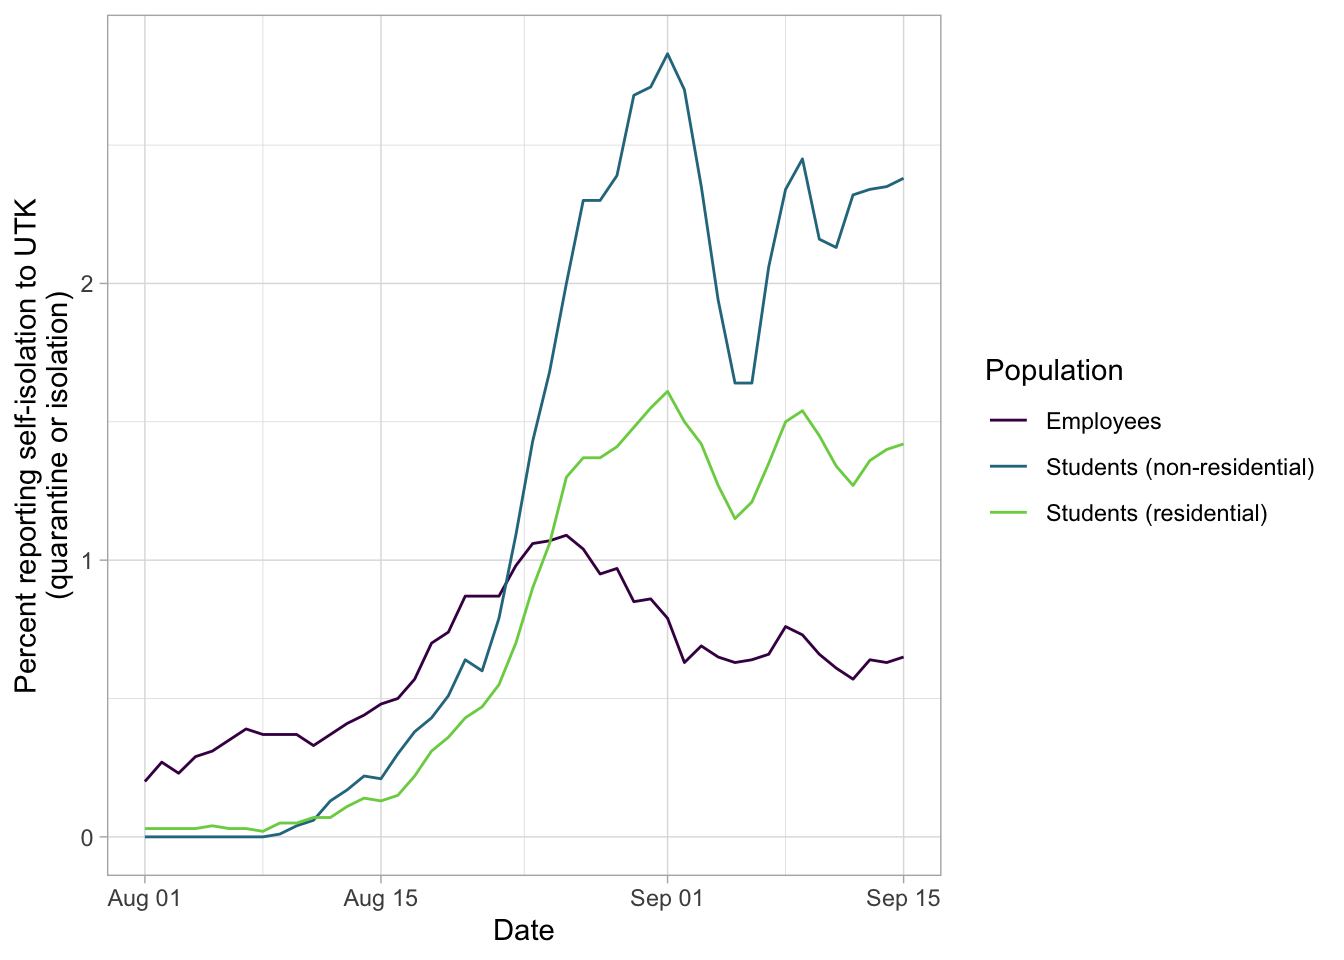 Percent reporting self-isolation to UTK
(quarantine or isolation)
2
1
0
Aug 01
Aug 15
Sep 01
Sep 15
Date
Population
Employees
Students (non-residential)
Students (residential)